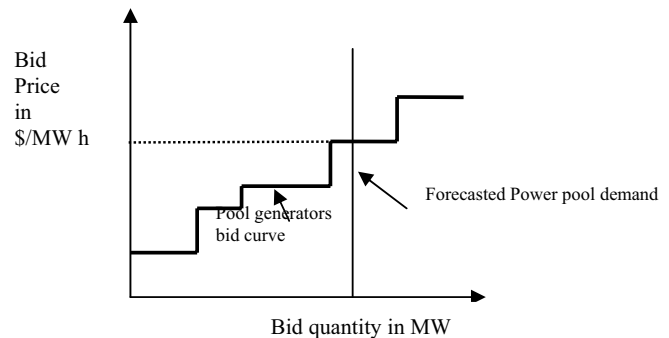 Bid
Price
in
$/MW h
Forecasted Power pool demand
Pool generators
bid curve
Bid quantity in MW